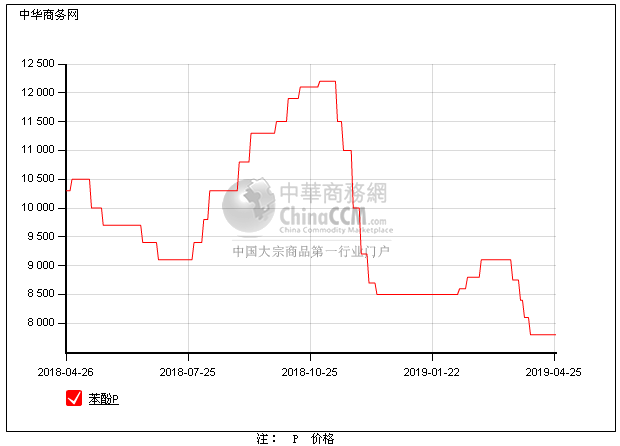 中华商务网
12 500
12 000
11 500
11 000
10 500
10 000
9 500
9 000
8 500
8 000
中華商務網
ChinaCCM.com
China Commodity Marketplace
中国大宗商品第一行业门户
2018-04-26 2018-07-25 2018-10-25 2019-01-22 2019-04-25
苯酚P
注： P 价格